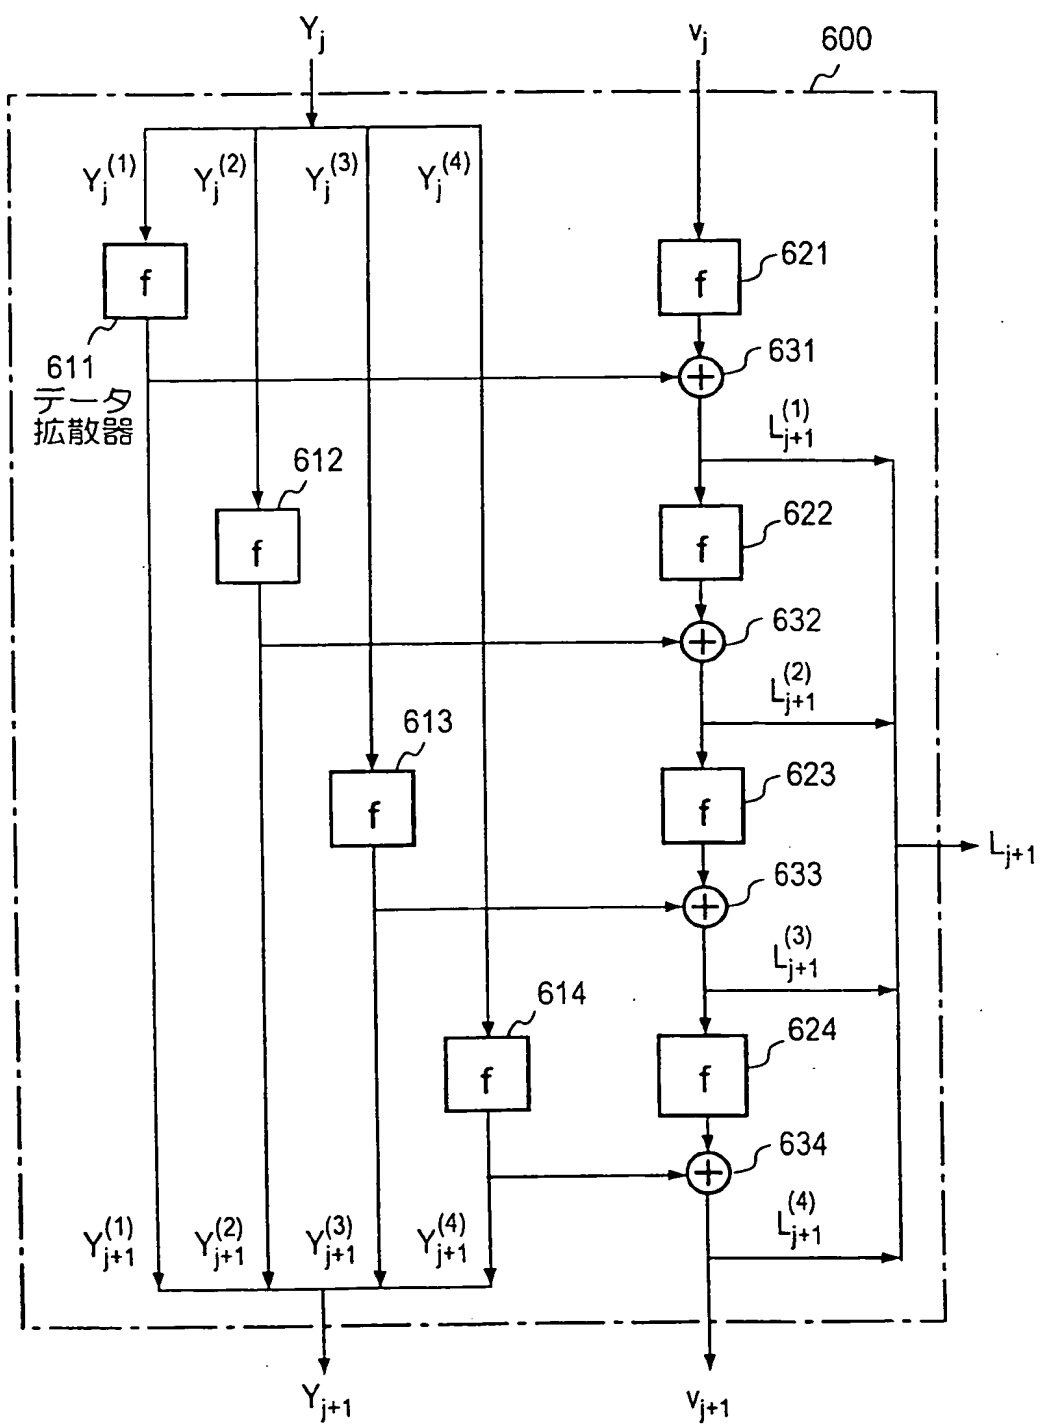 Y_j
v_j
600
Y_j^(1)
Y_j^(2)
Y_j^(3)
Y_j^(4)
f
f
621
611
データ
拡散器
631
L_{j+1}^(1)
612
f
f
622
632
L_{j+1}^(2)
613
f
f
623
L_{j+1}
633
L_{j+1}^(3)
614
f
f
624
634
L_{j+1}^(4)
Y_{j+1}^(1)
Y_{j+1}^(2)
Y_{j+1}^(3)
Y_{j+1}^(4)
Y_{j+1}
v_{j+1}